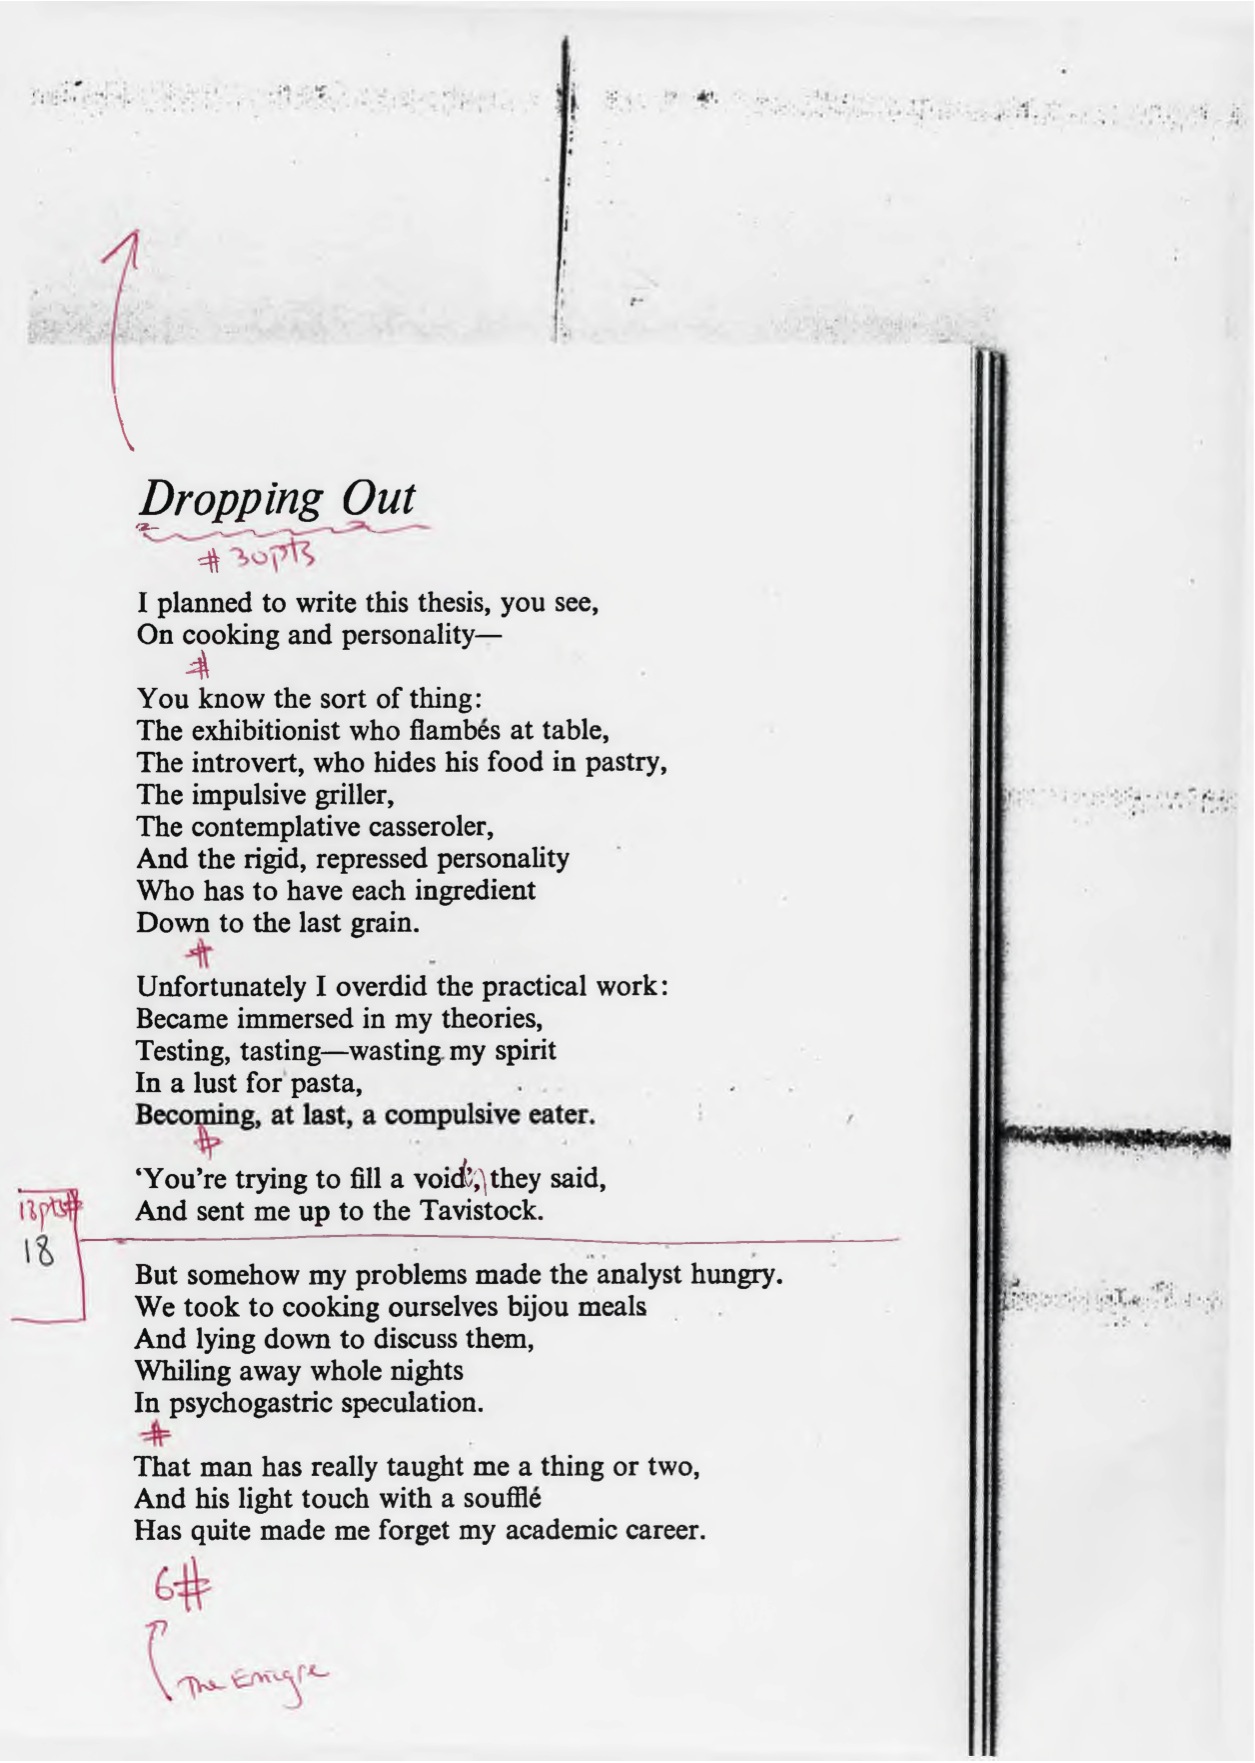 Dropping Out
# 30pts
I planned to write this thesis, you see,
On cooking and personality—
#
You know the sort of thing:
The exhibitionist who flambés at table,
The introvert, who hides his food in pastry,
The impulsive griller,
The contemplative casseroler,
And the rigid, repressed personality
Who has to have each ingredient
Down to the last grain.
#
Unfortunately I overdid the practical work:
Became immersed in my theories,
Testing, tasting—wasting my spirit
In a lust for pasta,
Becoming, at last, a compulsive eater.
#
‘You're trying to fill a void’, they said,
And sent me up to the Tavistock.
18
But somehow my problems made the analyst hungry.
We took to cooking ourselves bijou meals
And lying down to discuss them,
Whiling away whole nights
In psychogastric speculation.
#
That man has really taught me a thing or two,
And his light touch with a soufflé
Has quite made me forget my academic career.
6#
The Emigre